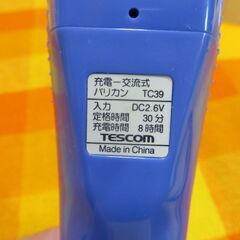 充電ー交流式
バリカン TC39
入力 DC2.6V
定格時間 30分
充電時間 8時間
TESCOM
Made in China